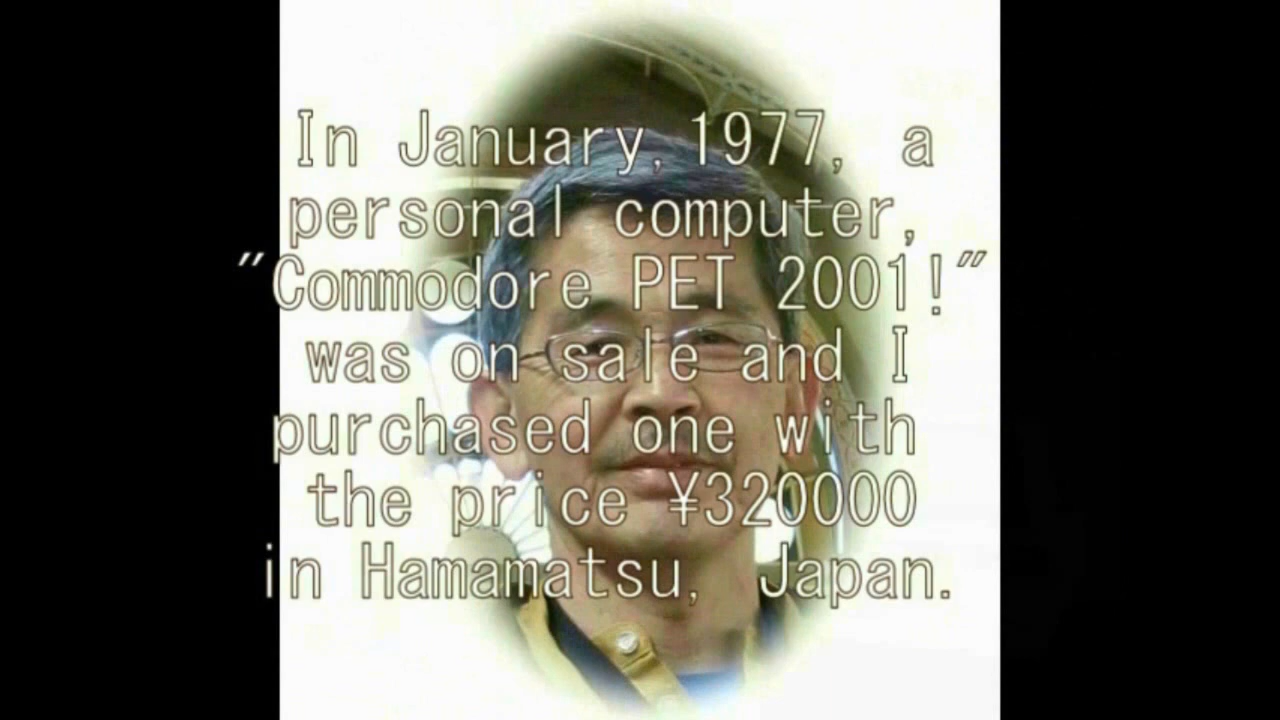 In January, 1977, a
personal computer,
"Commodore PET 2001!"
was on sale and I
purchased one with
the price ¥320000
in Hamamatsu, Japan.